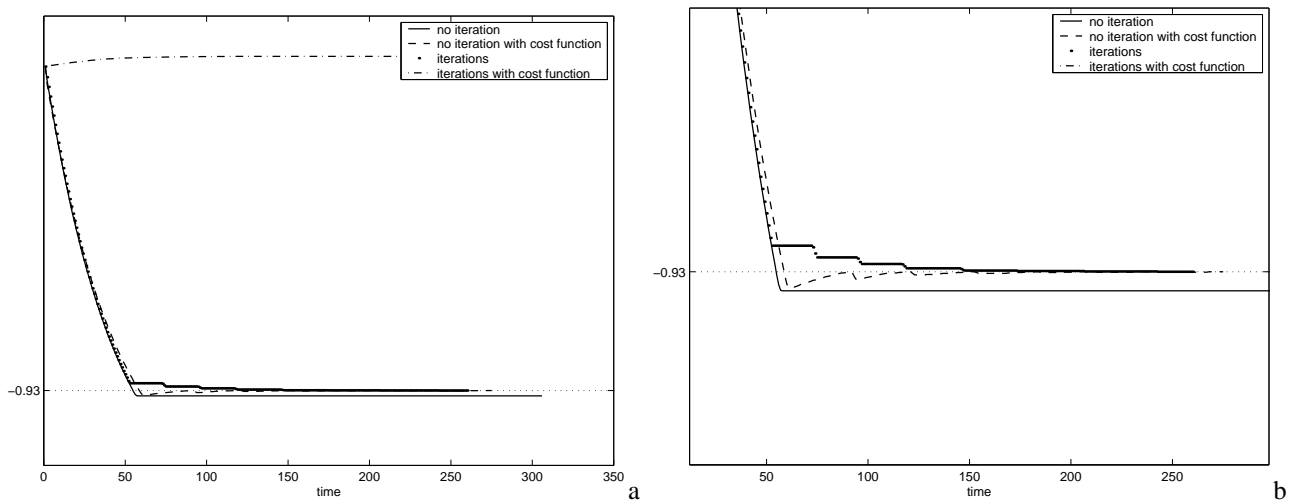 no iteration
no iteration with cost function
iterations
iterations with cost function
−0.93
0
50
100
150
200
250
300
350
time
a
no iteration
no iteration with cost function
iterations
iterions with cost function
−0.93
50
100
150
200
250
time
b